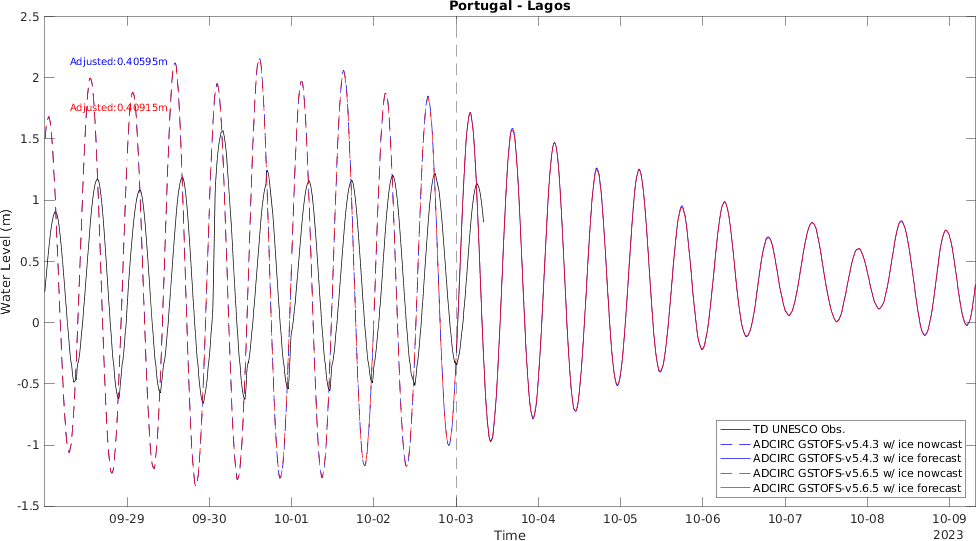 Portugal - Lagos
2.5
2
1.5
1
0.5
0
-0.5
-1
-1.5
Water Level (m)
Adjusted:0.40595m
Adjusted:0.40915m
TD UNESCO Obs.
ADCIRC GSTOFS-v5.4.3 w/ ice nowcast
ADCIRC GSTOFS-v5.4.3 w/ ice forecast
ADCIRC GSTOFS-v5.6.5 w/ ice nowcast
ADCIRC GSTOFS-v5.6.5 w/ ice forecast
09-29 09-30 10-01 10-02 10-03 10-04 10-05 10-06 10-07 10-08 10-09
2023
Time